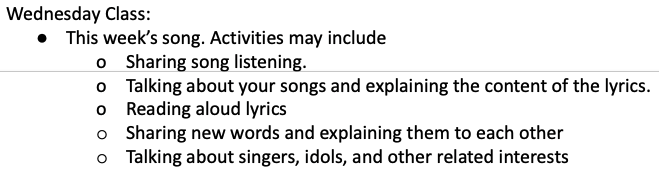 Wednesday Class:
● This week's song. Activities may include
o Sharing song listening.
o Talking about your songs and explaining the content of the lyrics.
o Reading aloud lyrics
o Sharing new words and explaining them to each other
o Talking about singers, idols, and other related interests